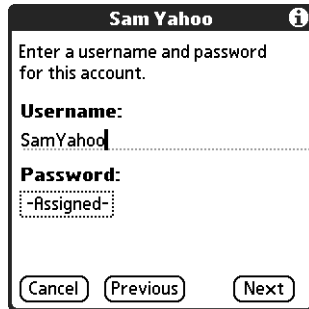 Sam Yahoo
Enter a username and password
for this account.
Username:
SamYahoo
Password:
-Assigned-
Cancel Previous Next